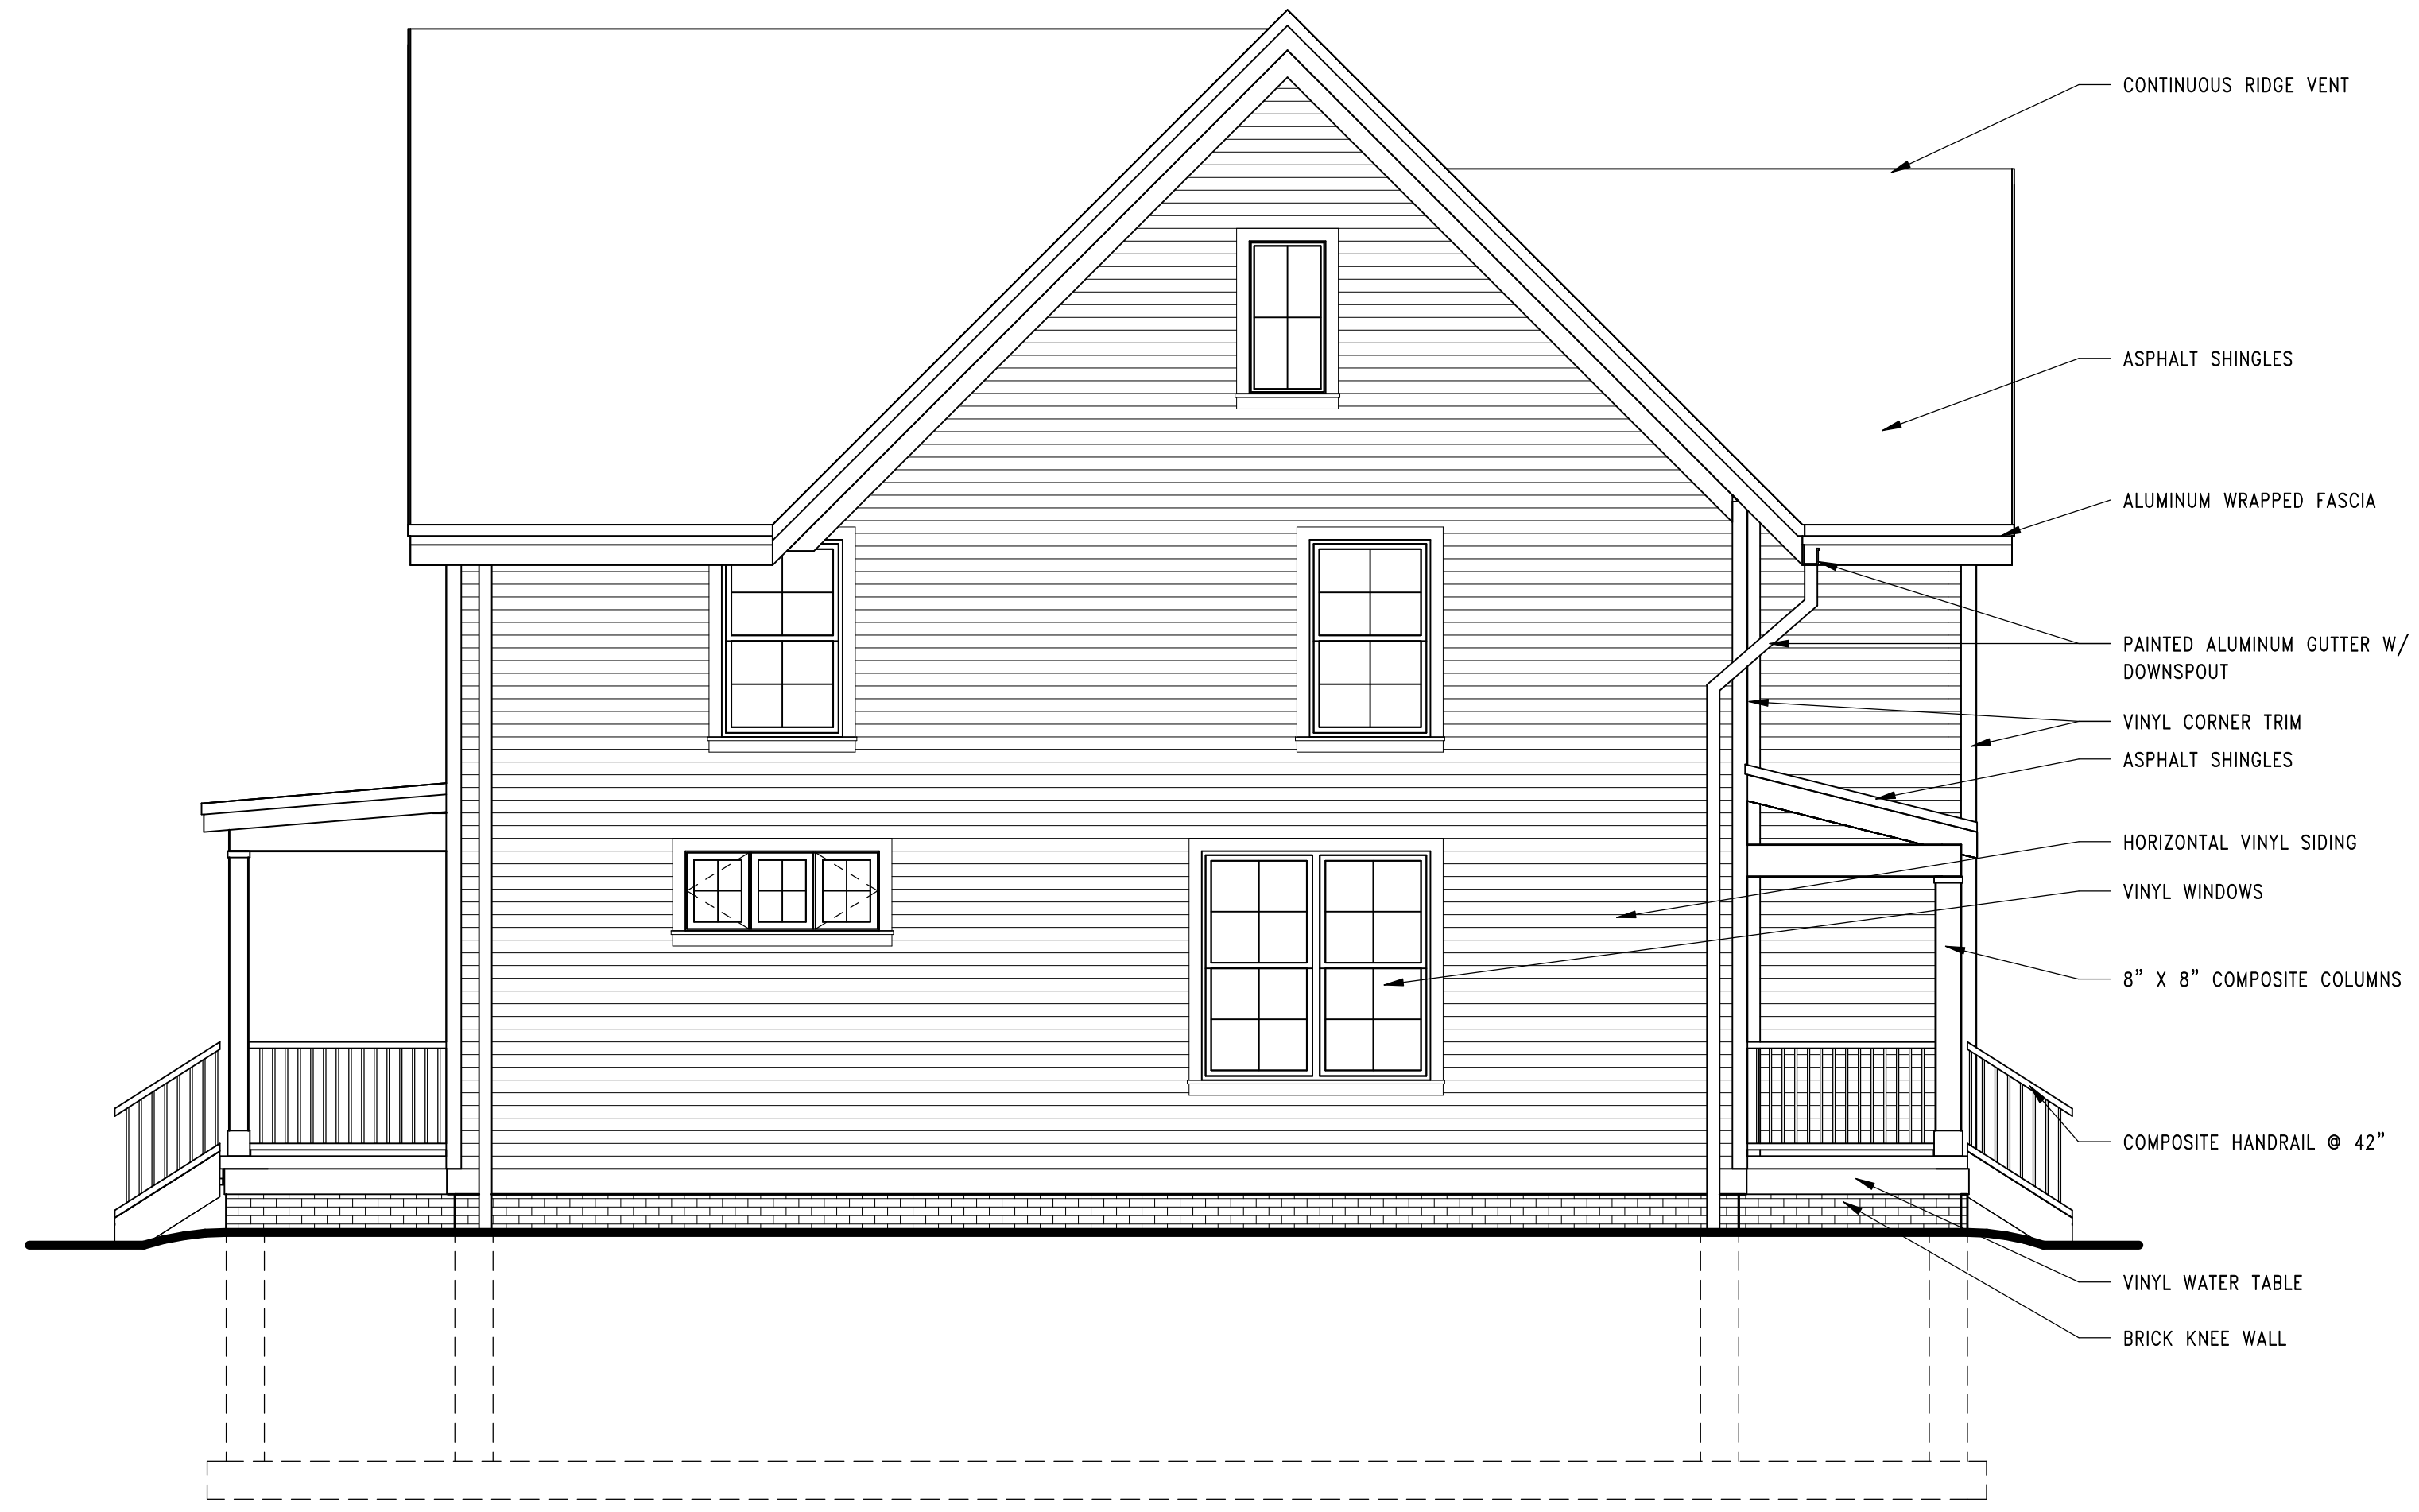 CONTINUOUS RIDGE VENT
ASPHALT SHINGLES
ALUMINUM WRAPPED FASCIA
PAINTED ALUMINUM GUTTER W/
DOWNSPOUT
VINYL CORNER TRIM
ASPHALT SHINGLES
HORIZONTAL VINYL SIDING
VINYL WINDOWS
8” X 8” COMPOSITE COLUMNS
COMPOSITE HANDRAIL @ 42”
VINYL WATER TABLE
BRICK KNEE WALL